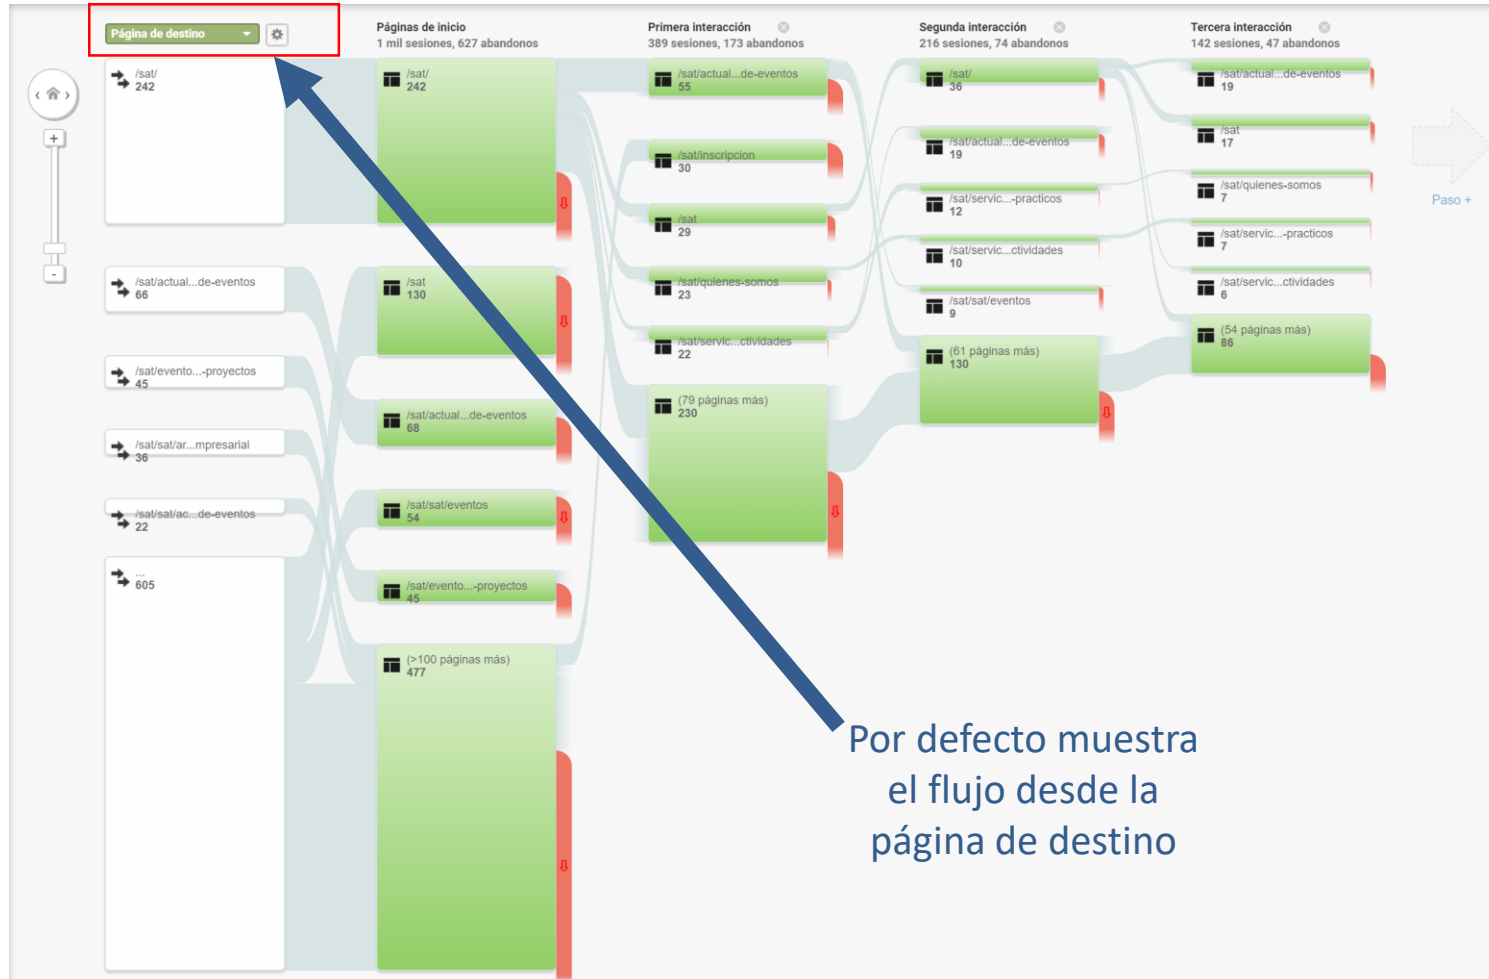 Página de destino
Páginas de inicio
1 mil sesiones, 627 abandonos
Primera interacción
389 sesiones, 173 abandonos
Segunda interacción
216 sesiones, 74 abandonos
Tercera interacción
142 sesiones, 47 abandonos
/sat/
242
/sat/actual...de-eventos
66
/sat/evento...-proyectos
45
/sat/sat/ar...mpresarial
36
/sat/sat/ac...de-eventos
22
...
605
/sat/
242
/sat
130
/sat/actual...de-eventos
68
/sat/sat/eventos
54
/sat/evento...-proyectos
45
(>100 páginas más)
477
/sat/actual...de-eventos
55
/sat/inscripcion
30
/sat
29
/sat/quienes-somos
23
/sat/servic...ctividades
22
(79 páginas más)
230
/sat/
36
/sat/actual...de-eventos
19
/sat/servic...-practicos
12
/sat/servic...ctividades
10
/sat/sat/eventos
9
(61 páginas más)
130
/sat/actual...de-eventos
19
/sat
17
/sat/quienes-somos
7
/sat/servic...-practicos
7
/sat/servic...ctividades
6
(54 páginas más)
86
Paso +
Por defecto muestra
el flujo desde la
página de destino